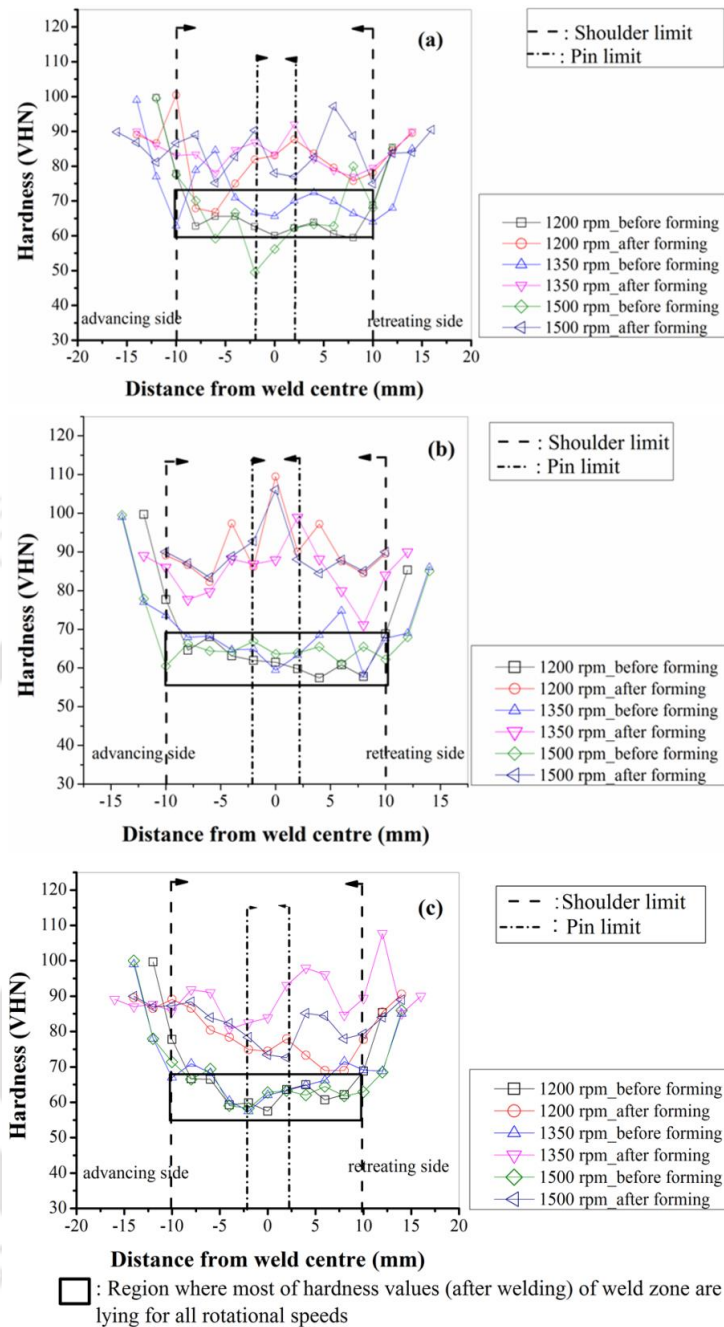 (a)
: Shoulder limit
: Pin limit
125
120
110
100
90
80
70
60
50
40
30
Hardness (VHN)
advancing side
retreating side
1200 rpm_before forming
1200 rpm_after forming
1350 rpm_before forming
1350 rpm_after forming
1500 rpm_before forming
1500 rpm_after forming
-20 -15 -10 -5 0 5 10 15 20
Distance from weld centre (mm)
(b)
: Shoulder limit
: Pin limit
120
110
100
90
80
70
60
50
40
30
Hardness (VHN)
advancing side
retreating side
1200 rpm_before forming
1200 rpm_after forming
1350 rpm_before forming
1350 rpm_after forming
1500 rpm_before forming
1500 rpm_after forming
-15 -10 -5 0 5 10 15
Distance from weld centre (mm)
(c)
:Shoulder limit
: Pin limit
125
120
110
100
90
80
70
60
50
40
30
Hardness (VHN)
advancing side
retreating side
1200 rpm_before forming
1200 rpm_after forming
1350 rpm_before forming
1350 rpm_after forming
1500 rpm_before forming
1500 rpm_after forming
-20 -15 -10 -5 0 5 10 15 20
Distance from weld centre (mm)
: Region where most of hardness values (after welding) of weld zone are
lying for all rotational speeds